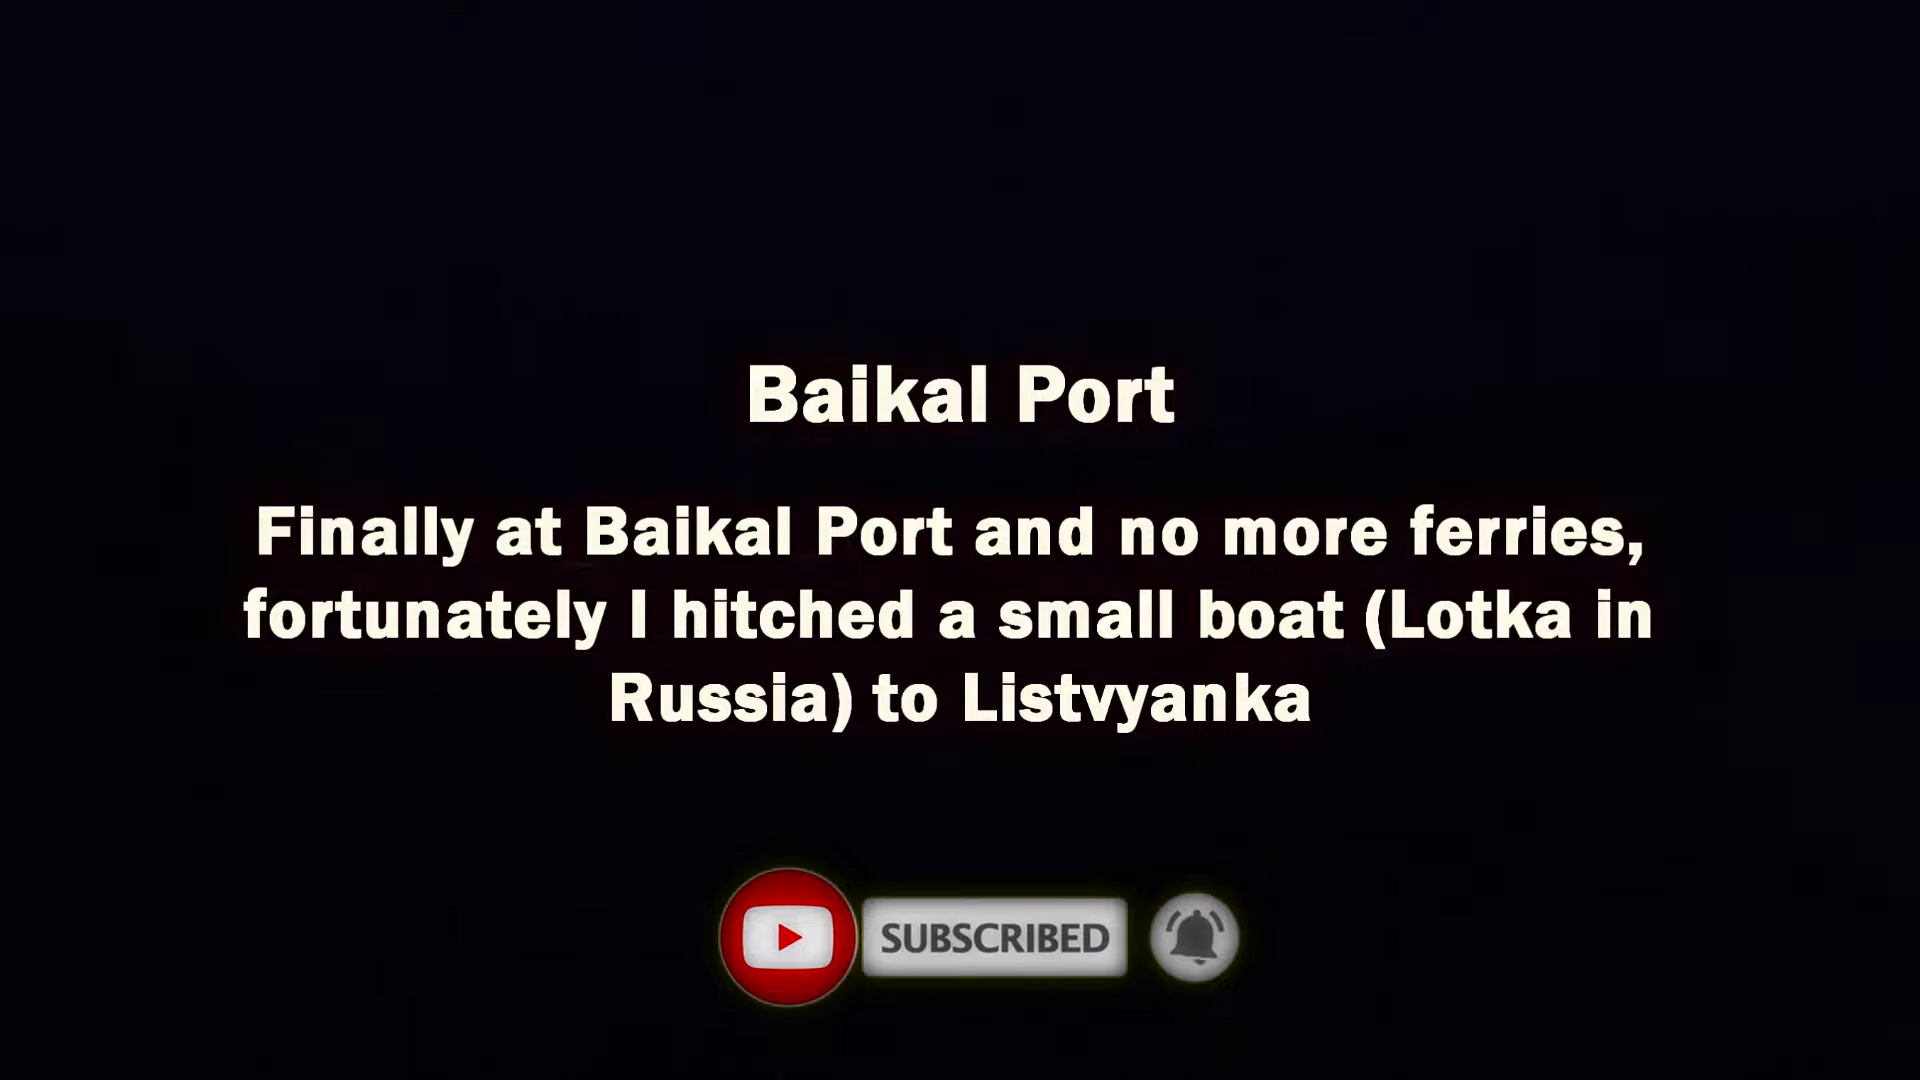 Baikal Port
Finally at Baikal Port and no more ferries,
fortunately I hitched a small boat (Lotka in
Russia) to Listvyanka
SUBSCRIBED